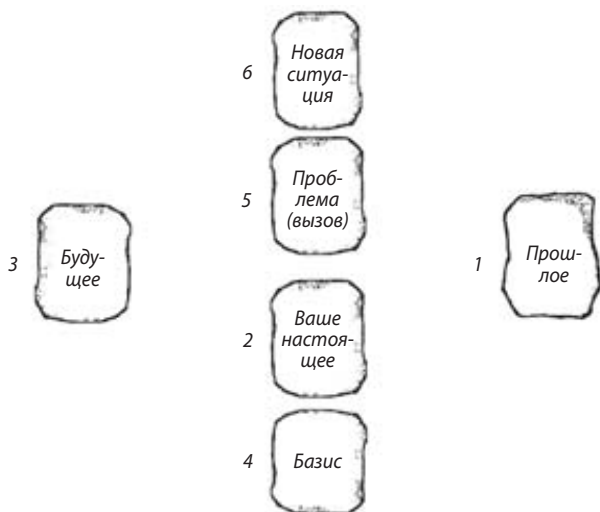 6
Новая
ситуа-
ция
5
Проб-
лема
(вызов)
3
Буду-
щее
1
Прош-
лое
2
Ваше
настоя-
щее
4
Базис